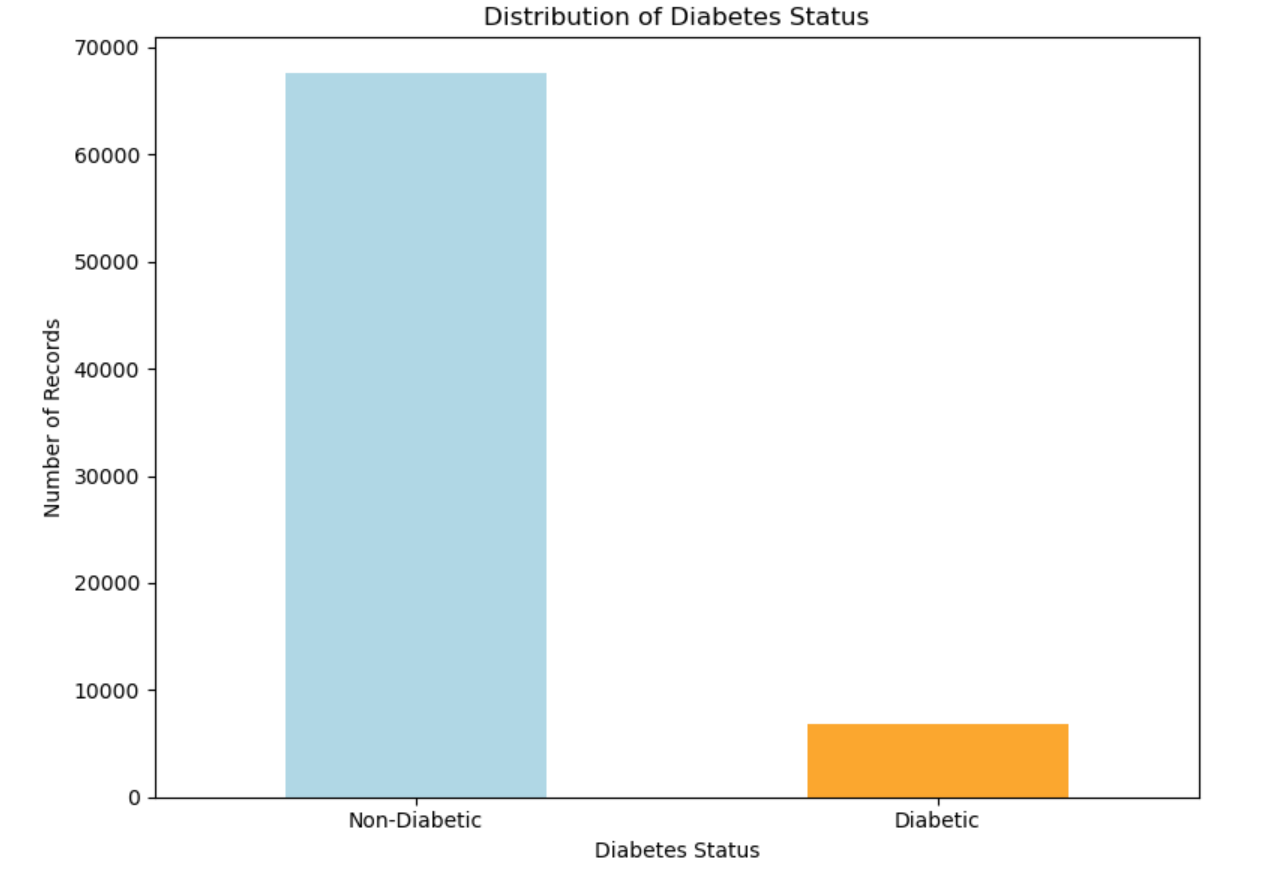 Distribution of Diabetes Status
70000
60000
50000
40000
30000
20000
10000
0
Number of Records
Non-Diabetic
Diabetic
Diabetes Status